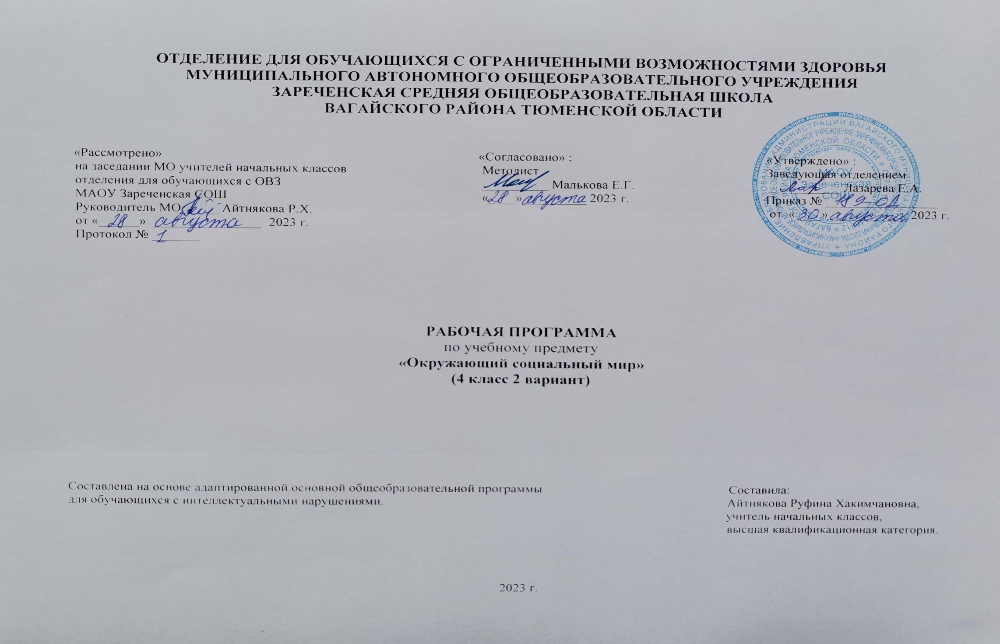 ОТДЕЛЕНИЕ ДЛЯ ОБУЧАЮЩИХСЯ С ОГРАНИЧЕННЫМИ ВОЗМОЖНОСТЯМИ ЗДОРОВЬЯ
МУНИЦИПАЛЬНОГО АВТОНОМНОГО ОБЩЕОБРАЗОВАТЕЛЬНОГО УЧРЕЖДЕНИЯ
ЗАРЕЧЕНСКАЯ СРЕДНЯЯ ОБЩЕОБРАЗОВАТЕЛЬНАЯ ШКОЛА
ВАГАЙСКОГО РАЙОНА ТЮМЕНСКОЙ ОБЛАСТИ
«Рассмотрено»
на заседании МО учителей начальных классов
отделения для обучающихся с ОВЗ
МАОУ Зареченская СОШ
Руководитель МО Айтнякова Р.Х.
от «28» августа 2023 г.
Протокол № 1
«Согласовано» :
Методист
Малькова Е.Г.
«28» августа 2023 г.
«Утверждено» :
Заведующая отделением
Лазарева Е.А.
Приказ № 189-ОД
от «30» августа 2023 г.
МАОУ
Зареченская
СОШ
РАБОЧАЯ ПРОГРАММА
по учебному предмету
«Окружающий социальный мир»
(4 класс 2 вариант)
Составлена на основе адаптированной основной общеобразовательной программы
для обучающихся с интеллектуальными нарушениями.
Составила:
Айтнякова Руфина Хакимчановна,
учитель начальных классов,
высшая квалификационная категория.
2023 г.